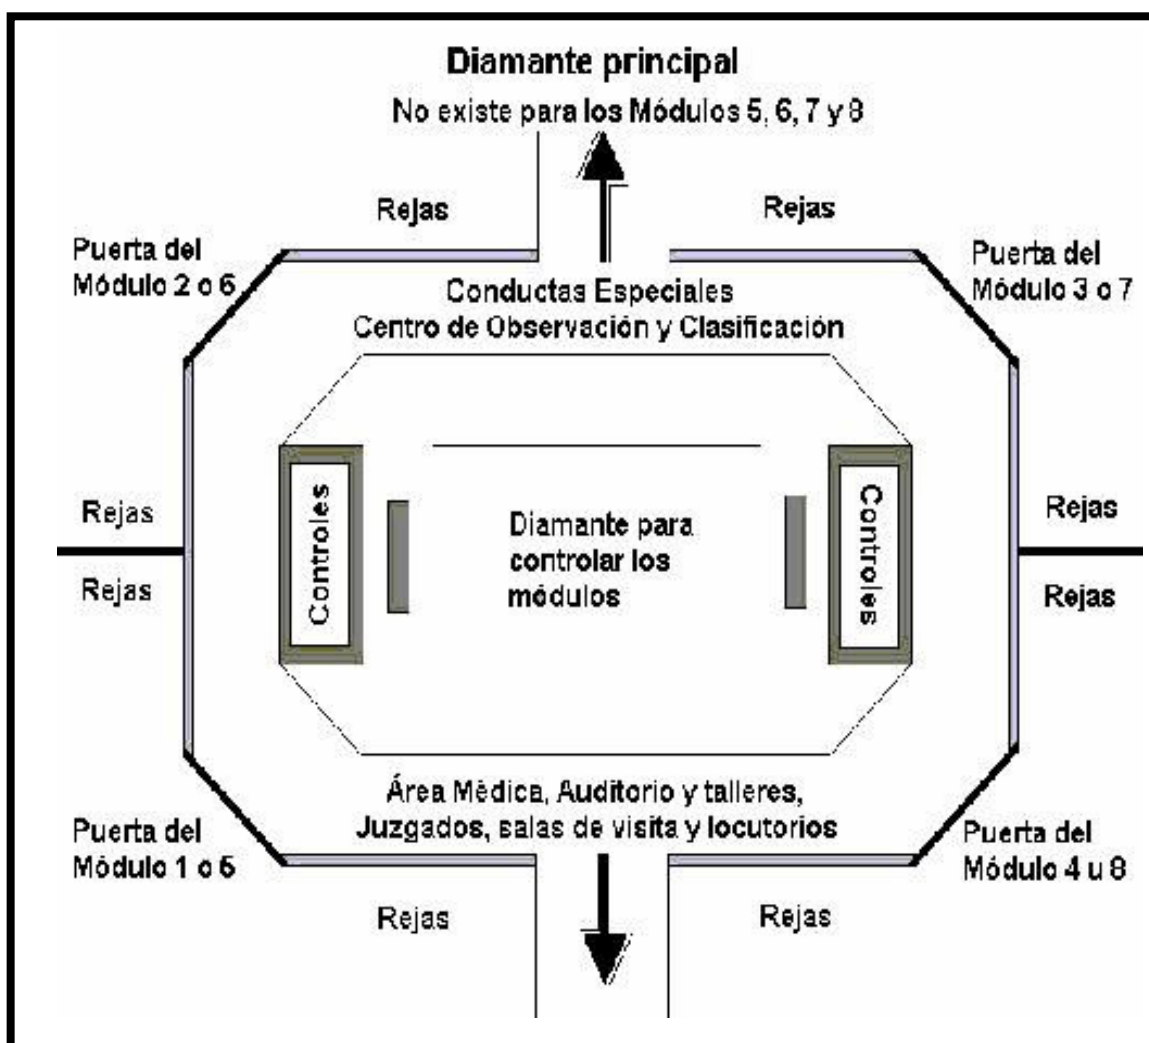 Diamante principal
No existe para los Módulos 5, 6, 7 y 8
Rejas
Rejas
Puerta del
Módulo 2 o 6
Puerta del
Módulo 3 o 7
Conductas Especiales
Centro de Observación y Clasificación
Controles
Diamante para
controlar los
módulos
Controles
Rejas
Rejas
Rejas
Rejas
Área Mèdica, Auditorio y talleres,
Juzgados, salas de visita y locutorios
Puerta del
Módulo 1 o 5
Puerta del
Módulo 4 u 8
Rejas
Rejas